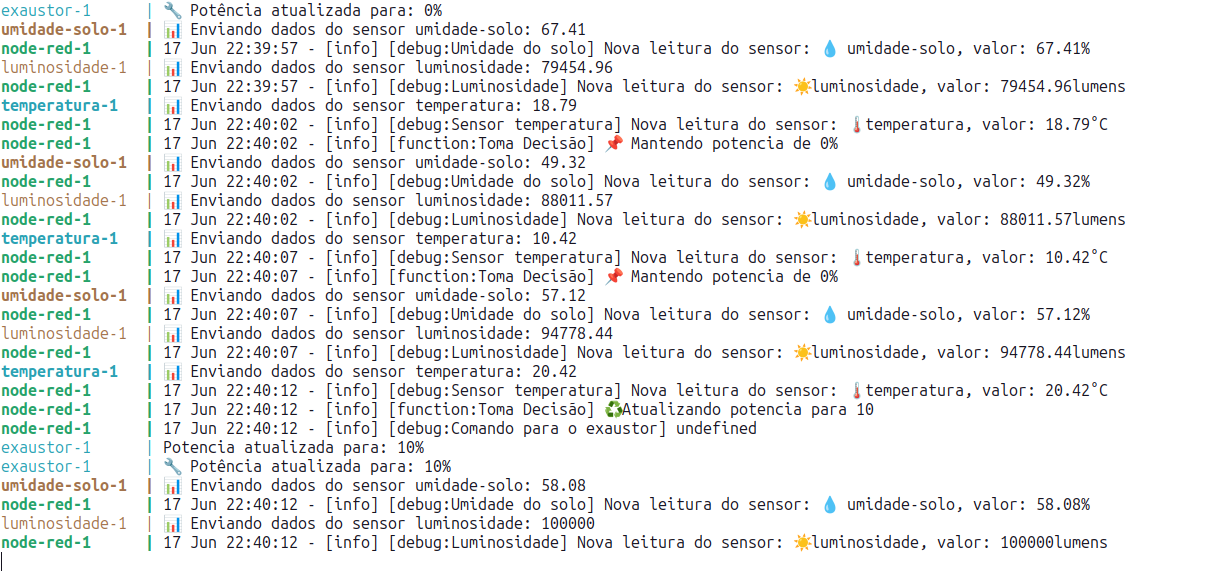 exaustor-1 | 🔧 Potência atualizada para: 0%
umidade-solo-1 | 📊 Enviando dados do sensor umidade-solo: 67.41
node-red-1 | 17 Jun 22:39:57 - [info] [debug:Umidade do solo] Nova leitura do sensor: 💧 umidade-solo, valor: 67.41%
luminosidade-1 | 📊 Enviando dados do sensor luminosidade: 79454.96
node-red-1 | 17 Jun 22:39:57 - [info] [debug:Luminosidade] Nova leitura do sensor: ☀️luminosidade, valor: 79454.96lumens
temperatura-1 | 📊 Enviando dados do sensor temperatura: 18.79
node-red-1 | 17 Jun 22:40:02 - [info] [debug:Sensor temperatura] Nova leitura do sensor: 🌡️temperatura, valor: 18.79°C
node-red-1 | 17 Jun 22:40:02 - [info] [function:Toma Decisão] 📌 Mantendo potencia de 0%
umidade-solo-1 | 📊 Enviando dados do sensor umidade-solo: 49.32
node-red-1 | 17 Jun 22:40:02 - [info] [debug:Umidade do solo] Nova leitura do sensor: 💧 umidade-solo, valor: 49.32%
luminosidade-1 | 📊 Enviando dados do sensor luminosidade: 88011.57
node-red-1 | 17 Jun 22:40:02 - [info] [debug:Luminosidade] Nova leitura do sensor: ☀️luminosidade, valor: 88011.57lumens
temperatura-1 | 📊 Enviando dados do sensor temperatura: 10.42
node-red-1 | 17 Jun 22:40:07 - [info] [debug:Sensor temperatura] Nova leitura do sensor: 🌡️temperatura, valor: 10.42°C
node-red-1 | 17 Jun 22:40:07 - [info] [function:Toma Decisão] 📌 Mantendo potencia de 0%
umidade-solo-1 | 📊 Enviando dados do sensor umidade-solo: 57.12
node-red-1 | 17 Jun 22:40:07 - [info] [debug:Umidade do solo] Nova leitura do sensor: 💧 umidade-solo, valor: 57.12%
luminosidade-1 | 📊 Enviando dados do sensor luminosidade: 94778.44
node-red-1 | 17 Jun 22:40:07 - [info] [debug:Luminosidade] Nova leitura do sensor: ☀️luminosidade, valor: 94778.44lumens
temperatura-1 | 📊 Enviando dados do sensor temperatura: 20.42
node-red-1 | 17 Jun 22:40:12 - [info] [debug:Sensor temperatura] Nova leitura do sensor: 🌡️temperatura, valor: 20.42°C
node-red-1 | 17 Jun 22:40:12 - [info] [function:Toma Decisão] ♻️Atualizando potencia para 10
node-red-1 | 17 Jun 22:40:12 - [info] [debug:Comando para o exaustor] undefined
exaustor-1 | Potencia atualizada para: 10%
exaustor-1 | 🔧 Potência atualizada para: 10%
umidade-solo-1 | 📊 Enviando dados do sensor umidade-solo: 58.08
node-red-1 | 17 Jun 22:40:12 - [info] [debug:Umidade do solo] Nova leitura do sensor: 💧 umidade-solo, valor: 58.08%
luminosidade-1 | 📊 Enviando dados do sensor luminosidade: 100000
node-red-1 | 17 Jun 22:40:12 - [info] [debug:Luminosidade] Nova leitura do sensor: ☀️luminosidade, valor: 100000lumens